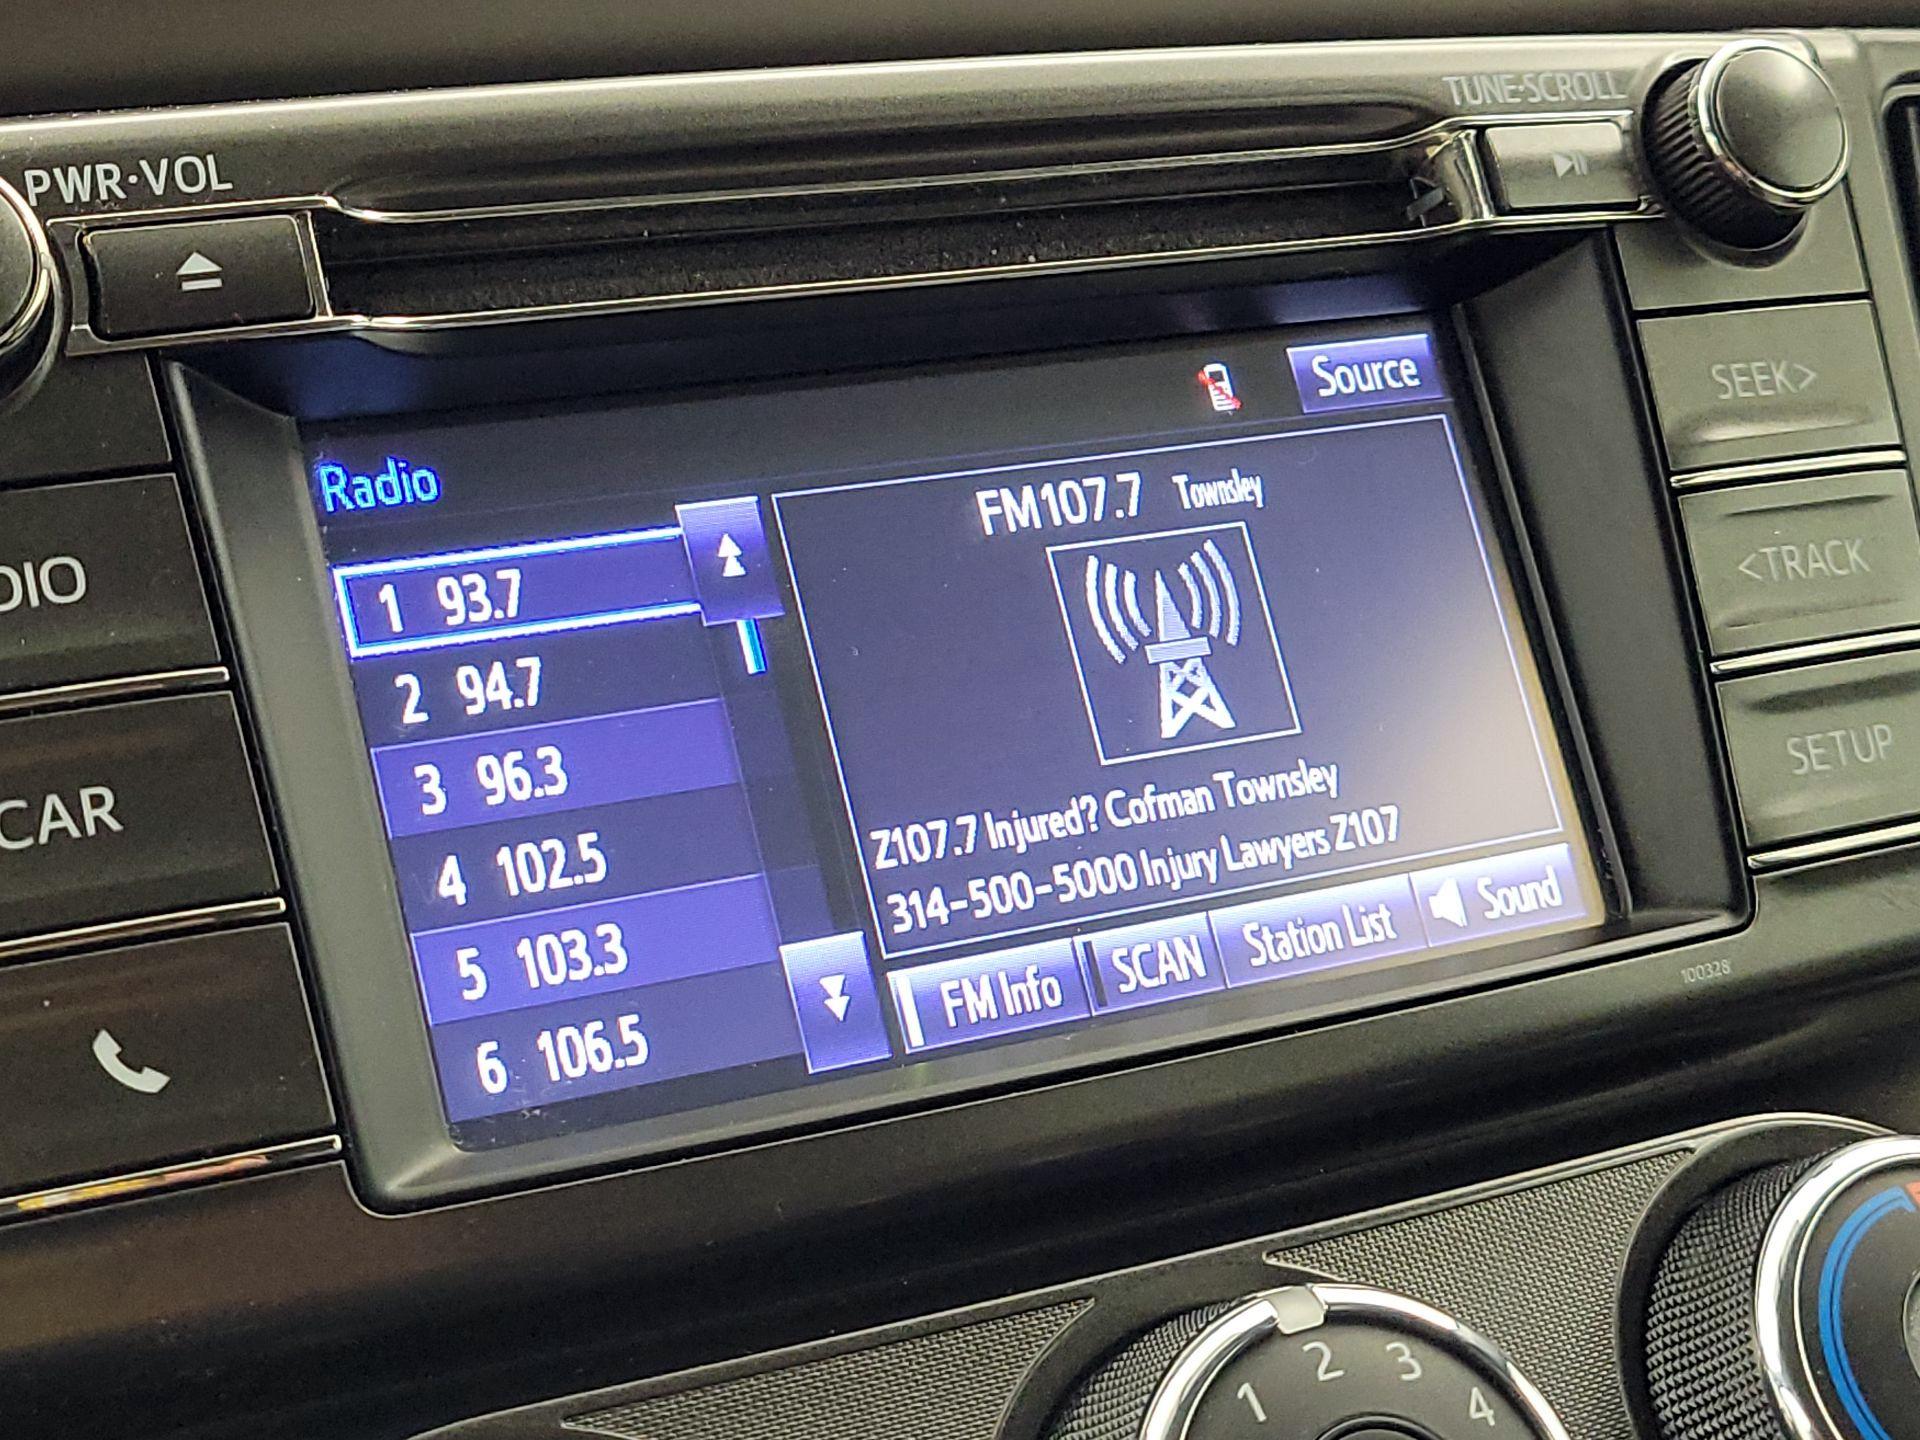 TUNE·SCROLL
PWR·VOL
Source
SEEK>
Radio
FM107.7 Townsley
<TRACK
DIO
1 93.7
2 94.7
SETUP
3 96.3
CAR
Z107.7 Injured? Cofman Townsley
4 102.5
314-500-5000 Injury Lawyers Z107
5 103.3
FM Info
SCAN
Station List
Sound
100328
6 106.5
1 2 3 4